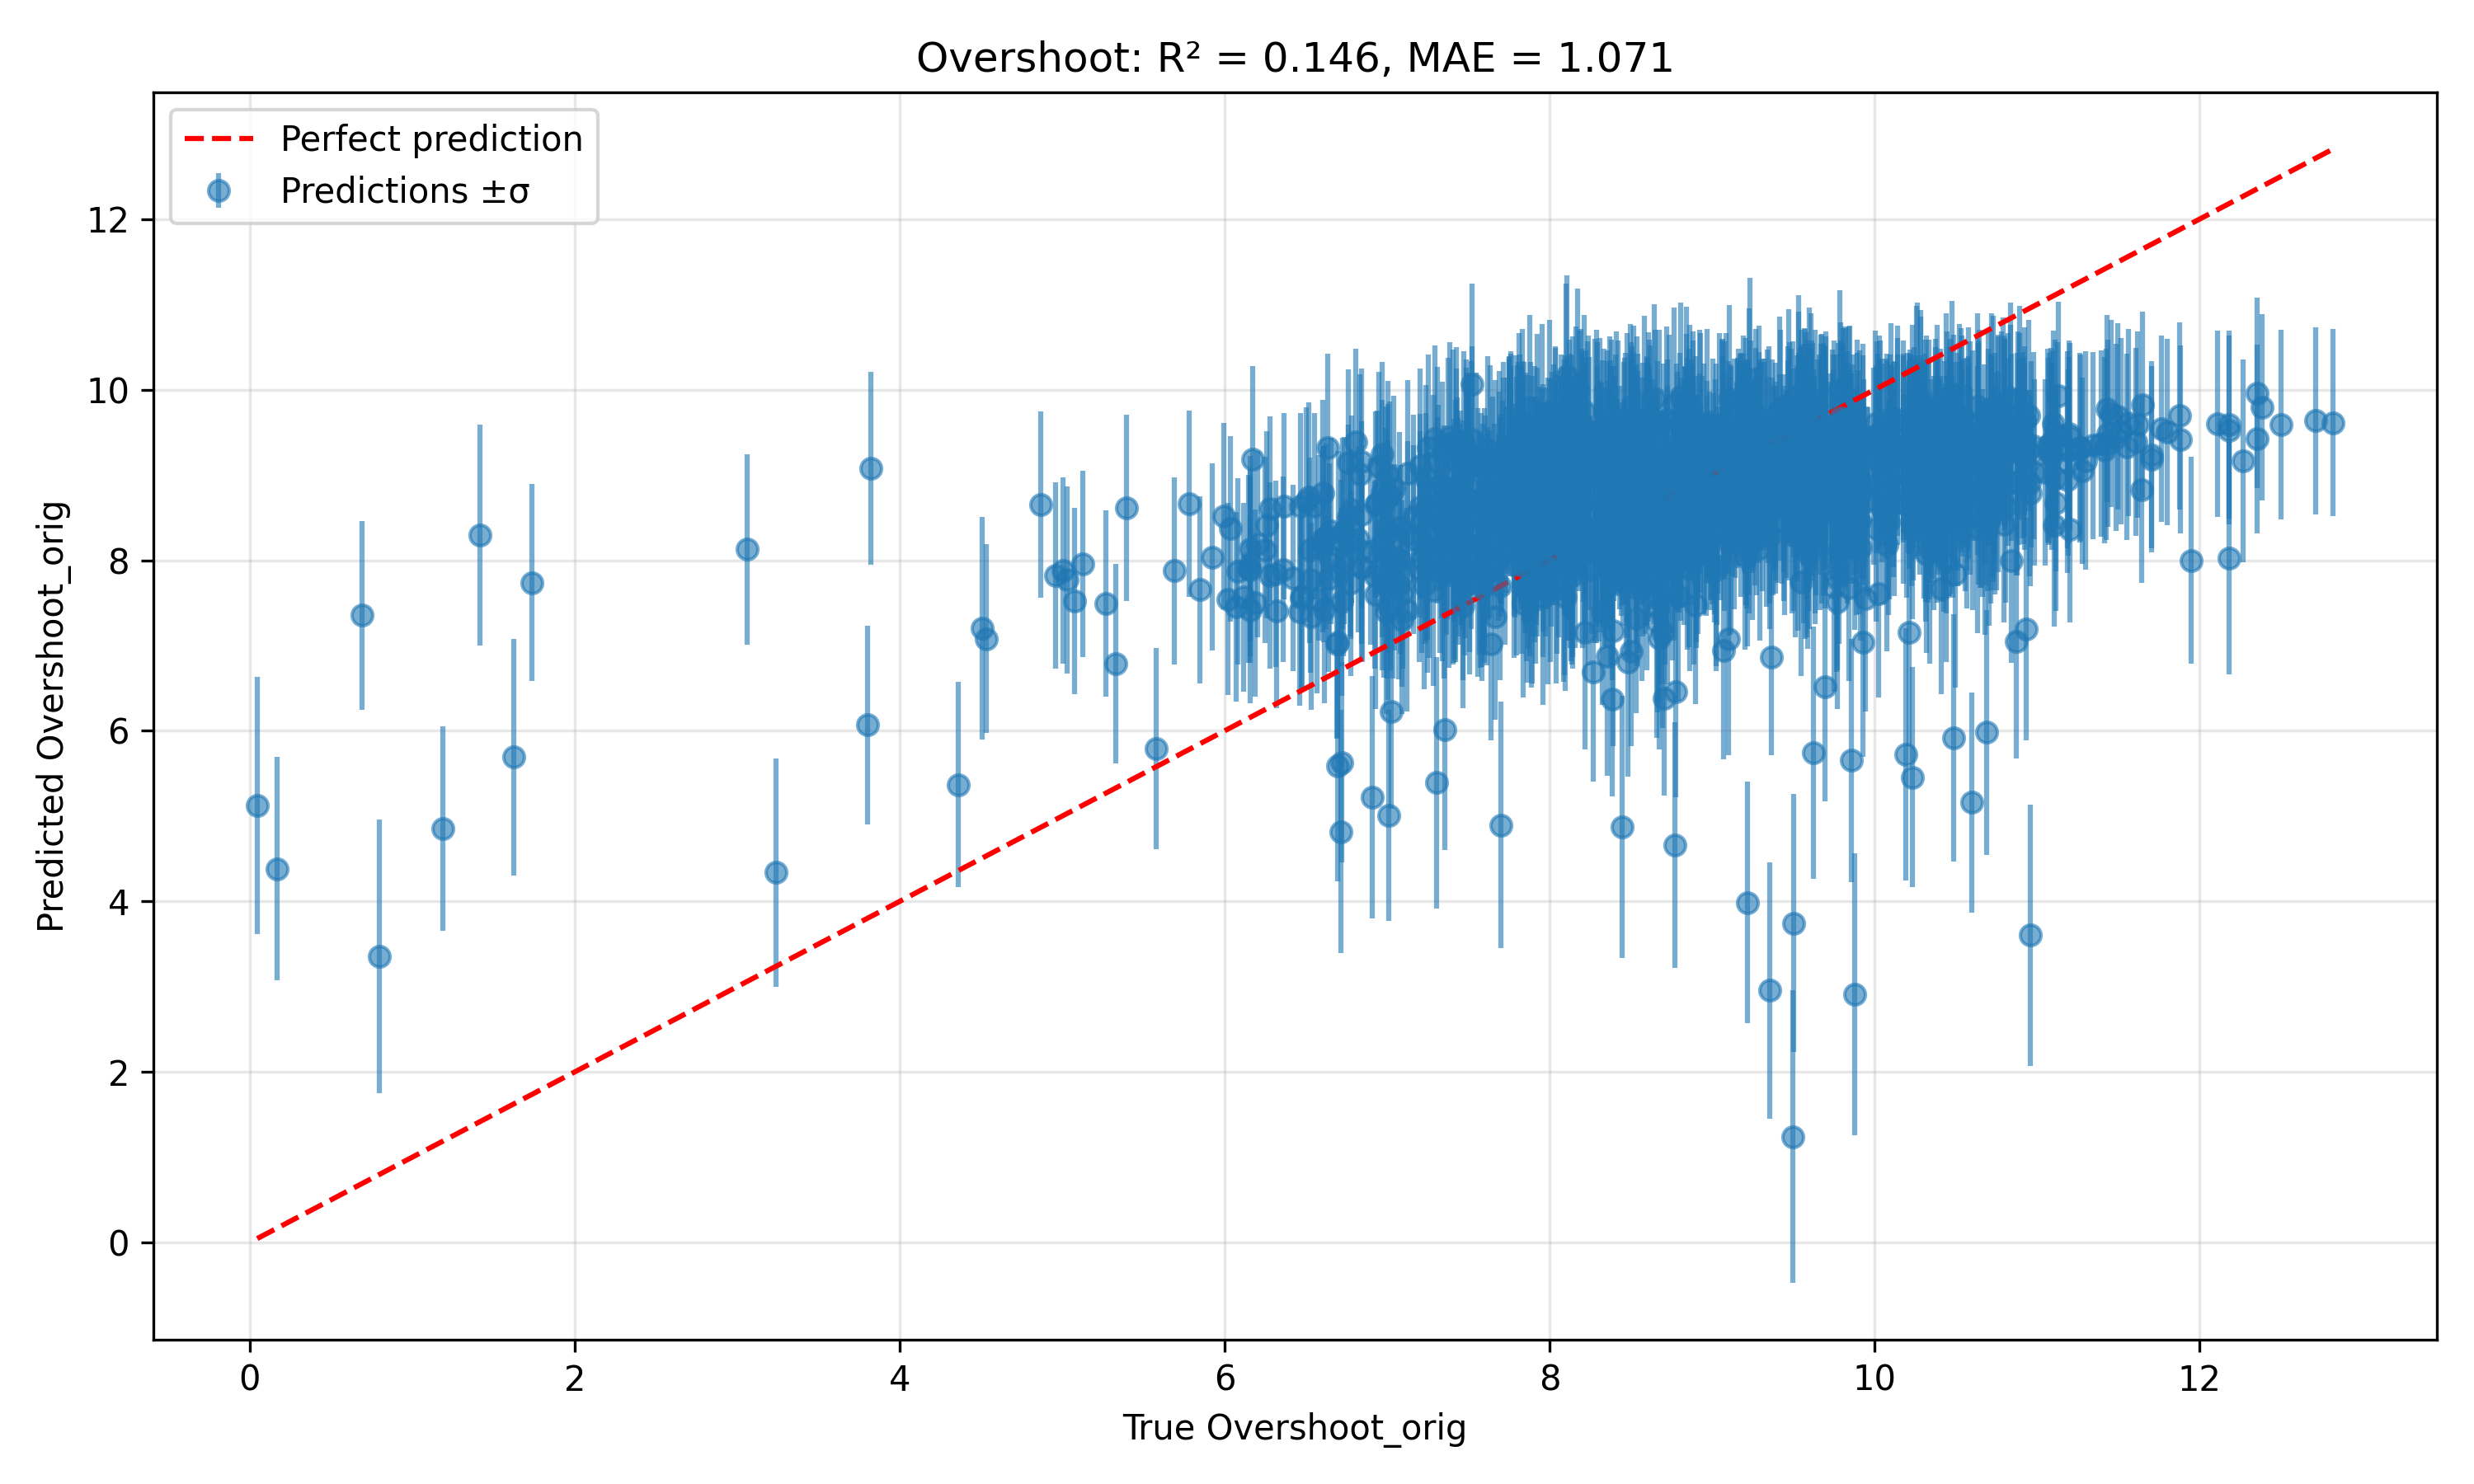 Overshoot: R² = 0.146, MAE = 1.071
Perfect prediction
Predictions ±σ
Predicted Overshoot_orig
12
10
8
6
4
2
0
0 2 4 6 8 10 12
True Overshoot_orig